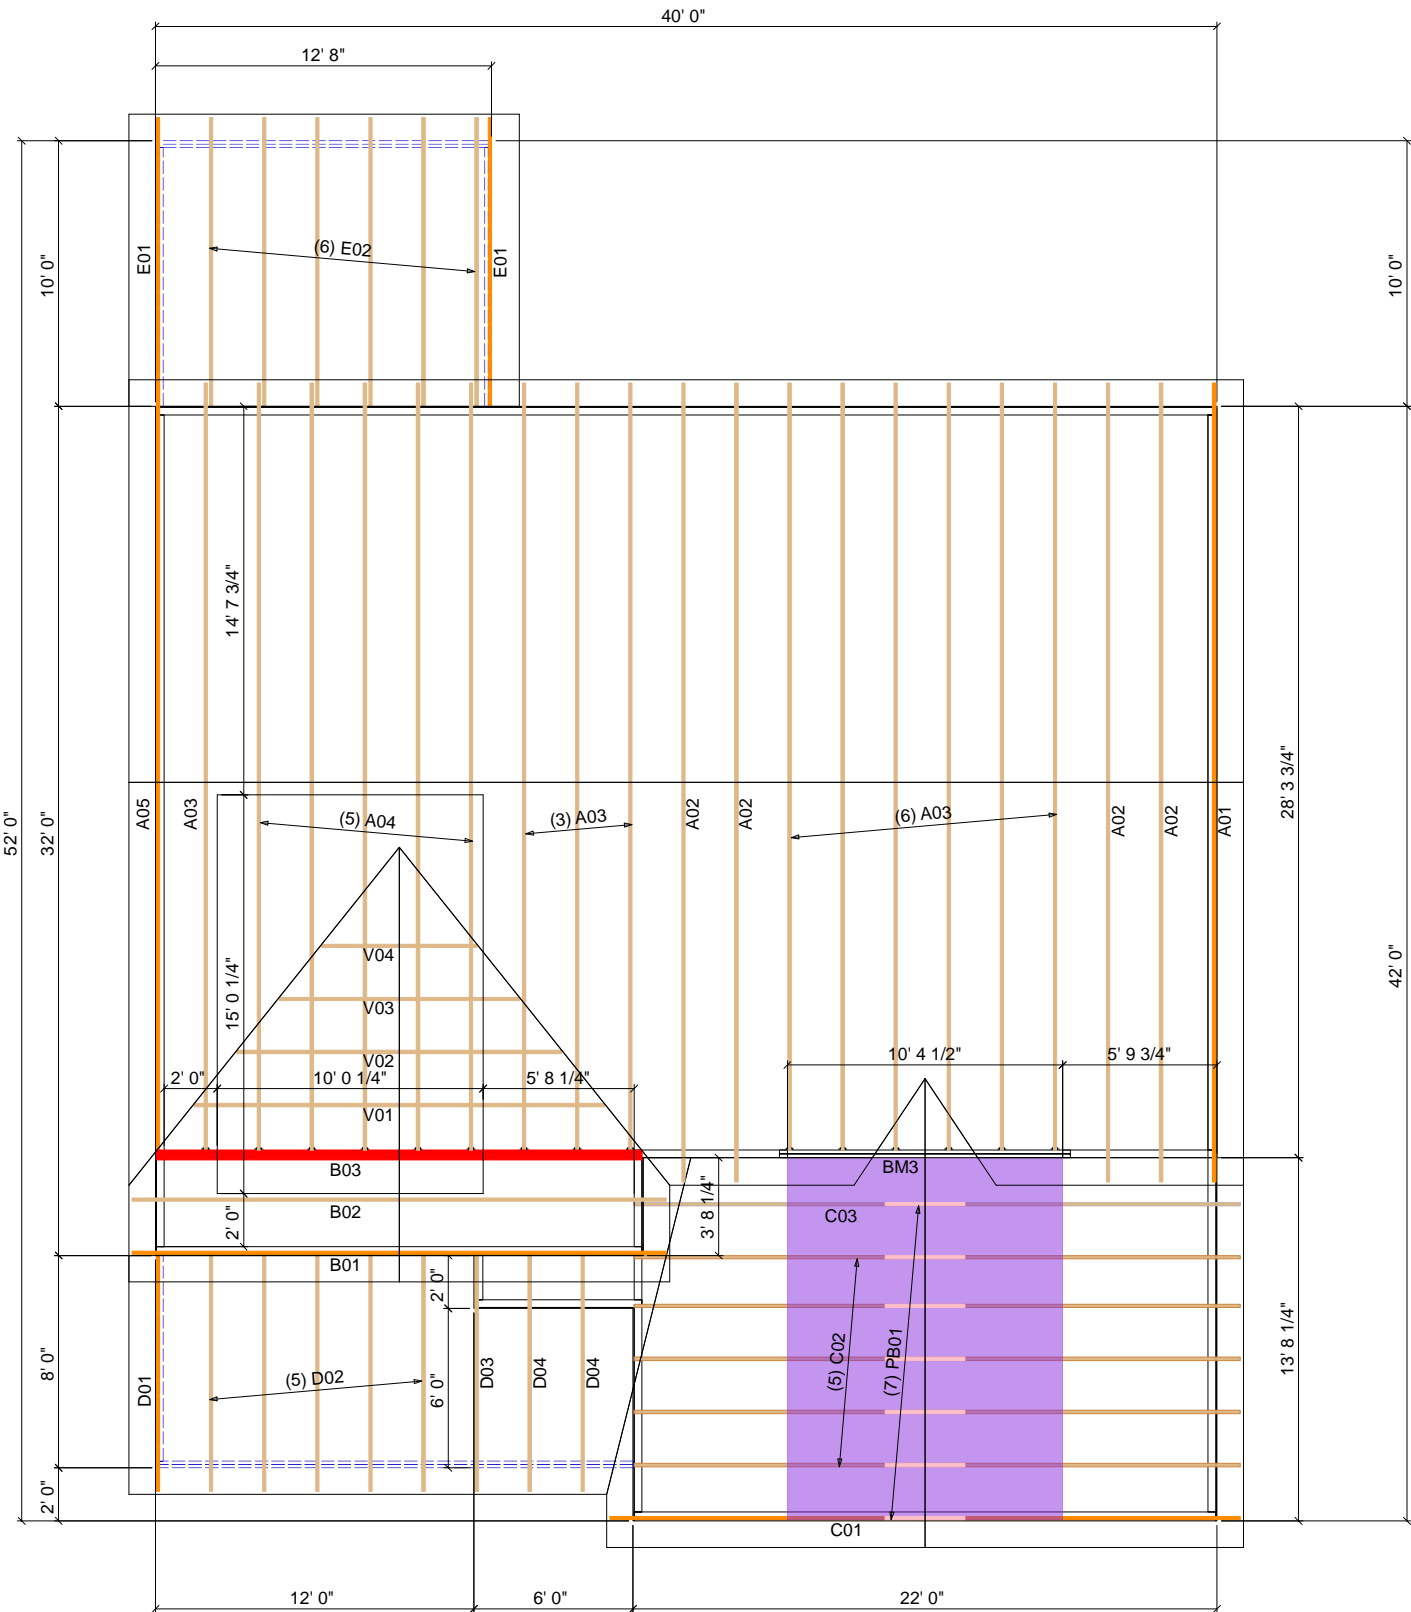 40' 0"
12' 8"
E01
(6) E02
E01
10' 0"
10' 0"
14' 7 3/4"
52' 0"
32' 0"
A05
A03
(5) A04
(3) A03
A02
A02
(6) A03
A02
A02
A01
28' 3 3/4"
42' 0"
V04
15' 0 1/4"
V03
V02
2' 0"
10' 0 1/4"
5' 8 1/4"
10' 4 1/2"
5' 9 3/4"
V01
B03
BM3
B02
2' 0"
3' 8 1/4"
C03
B01
2' 0"
8' 0"
D01
(5) D02
6' 0"
D03
D04
D04
(5) C02
(7) PB01
13' 8 1/4"
2' 0"
C01
12' 0"
6' 0"
22' 0"